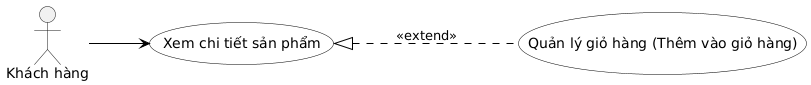 Khách hàng
Xem chi tiết sản phẩm
«extend»
Quản lý giỏ hàng (Thêm vào giỏ hàng)